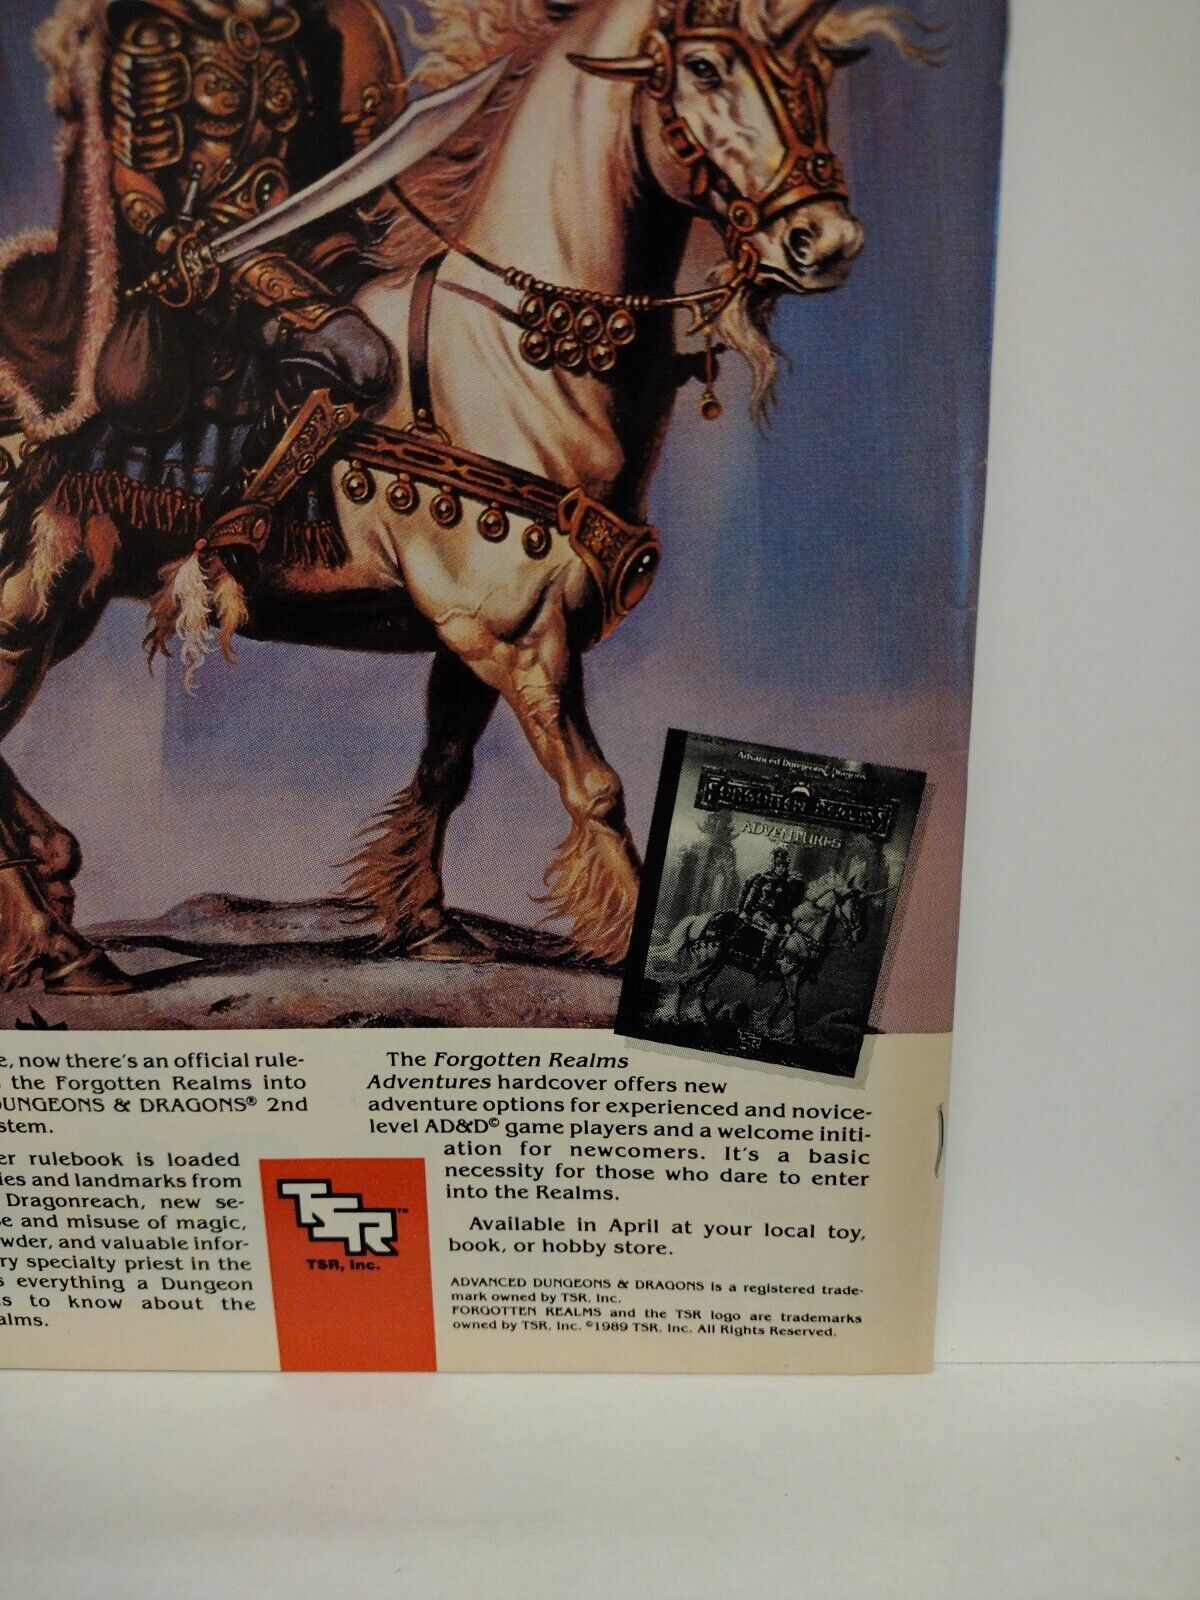 Advanced Dungeons & Dragons
FORGOTTEN REALMS
ADVENTURES
TSR
e, now there's an official rule-
s the Forgotten Realms into
DUNGEONS & DRAGONS® 2nd
stem.
er rulebook is loaded
ies and landmarks from
Dragonreach, new se-
e and misuse of magic,
wder, and valuable infor-
ry specialty priest in the
s everything a Dungeon
s to know about the
alms.
TSR™
TSR, Inc.
The Forgotten Realms
Adventures hardcover offers new
adventure options for experienced and novice-
level AD&D© game players and a welcome initi-
ation for newcomers. It's a basic
necessity for those who dare to enter
into the Realms.
Available in April at your local toy,
book, or hobby store.
ADVANCED DUNGEONS & DRAGONS is a registered trade-
mark owned by TSR, Inc.
FORGOTTEN REALMS and the TSR logo are trademarks
owned by TSR, Inc. ©1989 TSR, Inc. All Rights Reserved.